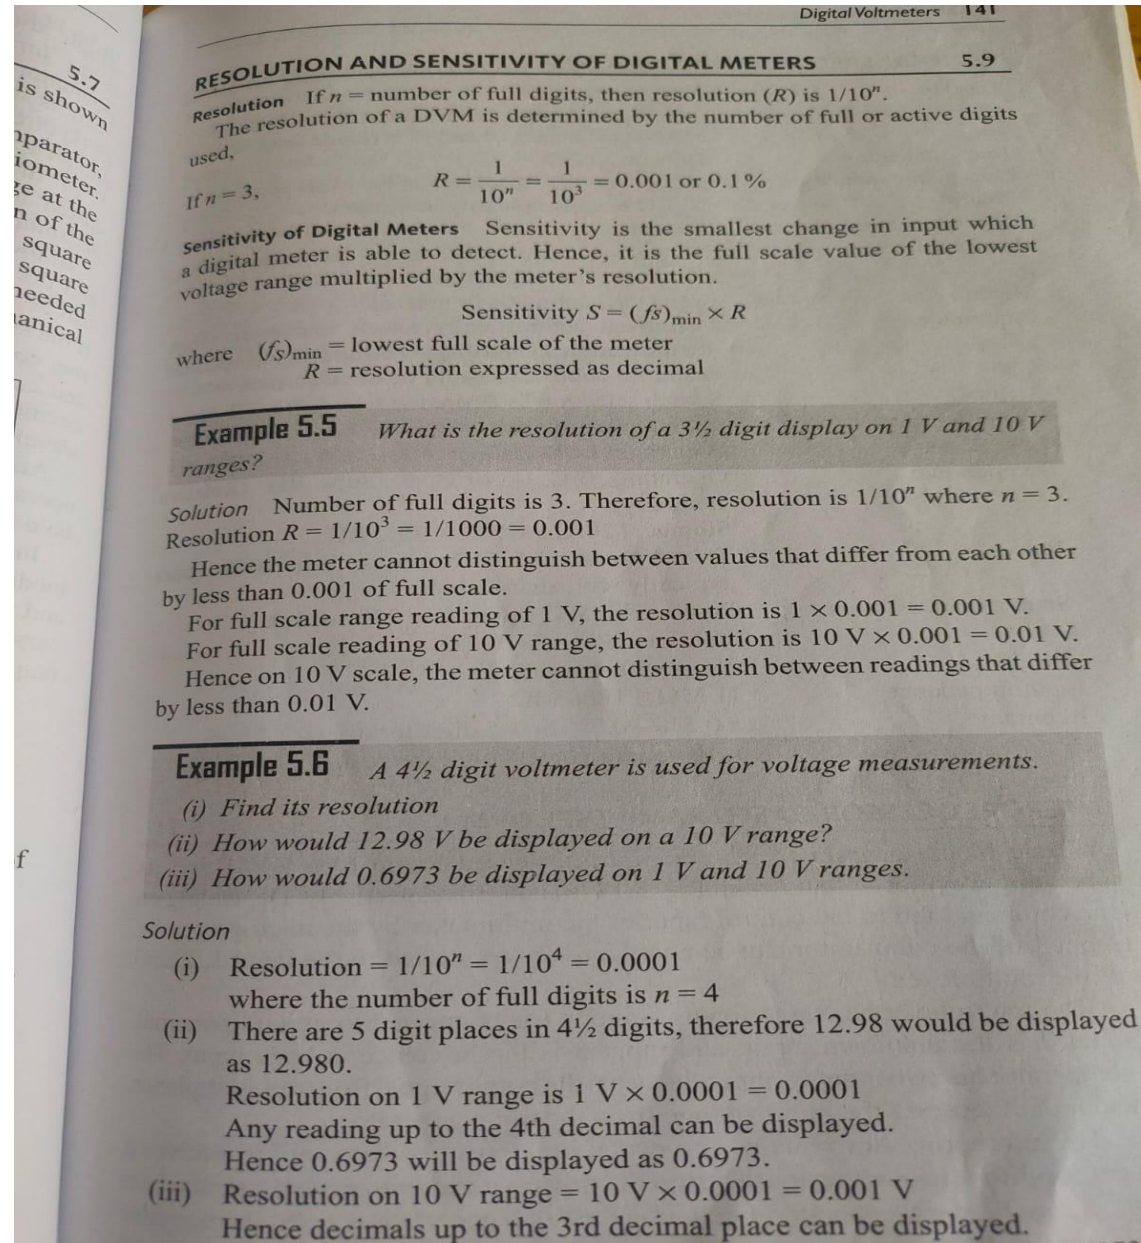 Digital Voltmeters 141
5.7
is shown
mparator,
iometer.
ge at the
n of the
square
square
needed
anical
f
RESOLUTION AND SENSITIVITY OF DIGITAL METERS 5.9
Resolution If n = number of full digits, then resolution (R) is 1/10ⁿ.
The resolution of a DVM is determined by the number of full or active digits
used,
If n = 3, R = 1/10ⁿ = 1/10³ = 0.001 or 0.1 %
Sensitivity of Digital Meters Sensitivity is the smallest change in input which
a digital meter is able to detect. Hence, it is the full scale value of the lowest
voltage range multiplied by the meter's resolution.
Sensitivity S = (fs)min × R
where (fs)min = lowest full scale of the meter
R = resolution expressed as decimal
Example 5.5 What is the resolution of a 3½ digit display on 1 V and 10 V
ranges?
Solution Number of full digits is 3. Therefore, resolution is 1/10ⁿ where n = 3.
Resolution R = 1/10³ = 1/1000 = 0.001
Hence the meter cannot distinguish between values that differ from each other
by less than 0.001 of full scale.
For full scale range reading of 1 V, the resolution is 1 × 0.001 = 0.001 V.
For full scale reading of 10 V range, the resolution is 10 V × 0.001 = 0.01 V.
Hence on 10 V scale, the meter cannot distinguish between readings that differ
by less than 0.01 V.
Example 5.6 A 4½ digit voltmeter is used for voltage measurements.
(i) Find its resolution
(ii) How would 12.98 V be displayed on a 10 V range?
(iii) How would 0.6973 be displayed on 1 V and 10 V ranges.
Solution
(i) Resolution = 1/10ⁿ = 1/10⁴ = 0.0001
where the number of full digits is n = 4
(ii) There are 5 digit places in 4½ digits, therefore 12.98 would be displayed
as 12.980.
Resolution on 1 V range is 1 V × 0.0001 = 0.0001
Any reading up to the 4th decimal can be displayed.
Hence 0.6973 will be displayed as 0.6973.
(iii) Resolution on 10 V range = 10 V × 0.0001 = 0.001 V
Hence decimals up to the 3rd decimal place can be displayed.